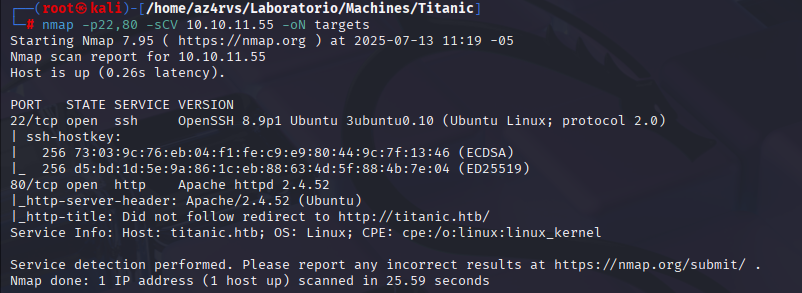 ┌──(root㉿kali)-[/home/az4rvs/Laboratorio/Machines/Titanic]
└─# nmap -p22,80 -sCV 10.10.11.55 -oN targets
Starting Nmap 7.95 ( https://nmap.org ) at 2025-07-13 11:19 -05
Nmap scan report for 10.10.11.55
Host is up (0.26s latency).

PORT   STATE SERVICE VERSION
22/tcp open  ssh     OpenSSH 8.9p1 Ubuntu 3ubuntu0.10 (Ubuntu Linux; protocol 2.0)
| ssh-hostkey:
|   256 73:03:9c:76:eb:04:f1:fe:c9:e9:80:44:9c:7f:13:46 (ECDSA)
|_  256 d5:bd:1d:5e:9a:86:1c:eb:88:63:4d:5f:88:4b:7e:04 (ED25519)
80/tcp open  http    Apache httpd 2.4.52
|_http-server-header: Apache/2.4.52 (Ubuntu)
|_http-title: Did not follow redirect to http://titanic.htb/
Service Info: Host: titanic.htb; OS: Linux; CPE: cpe:/o:linux:linux_kernel

Service detection performed. Please report any incorrect results at https://nmap.org/submit/ .
Nmap done: 1 IP address (1 host up) scanned in 25.59 seconds